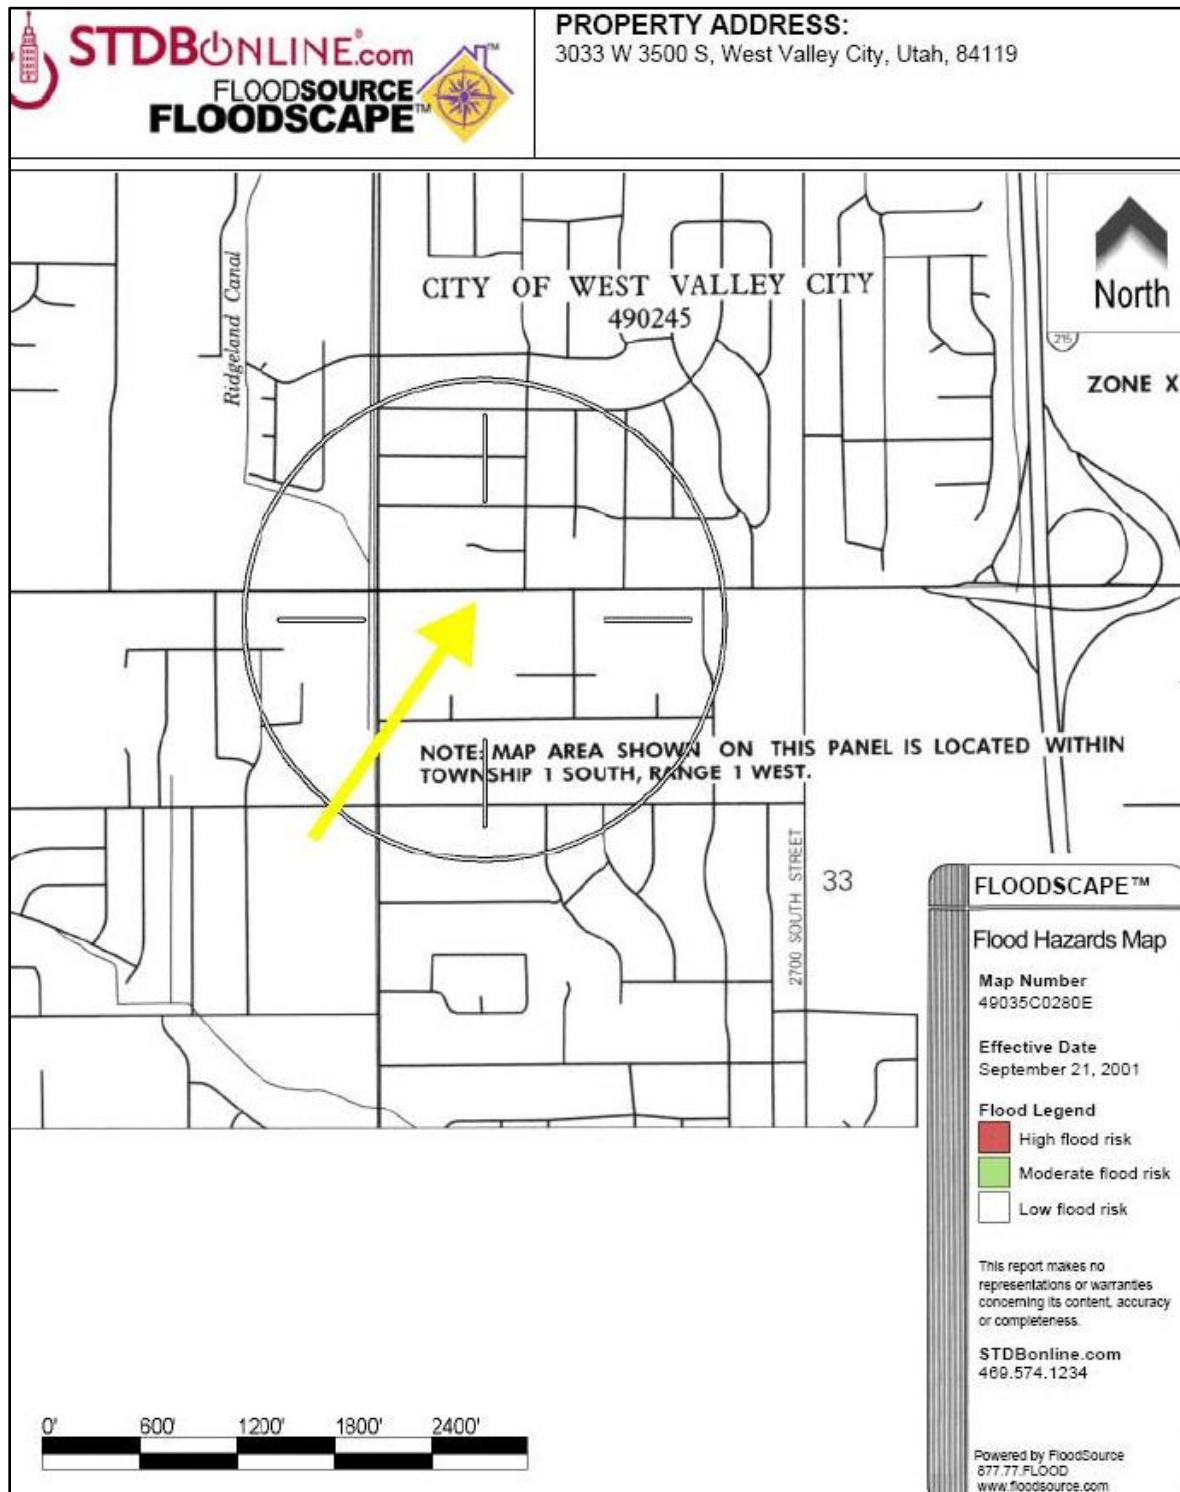 STDBONLINE®.com
FLOODSOURCE
FLOODSCAPE™
™
PROPERTY ADDRESS:
3033 W 3500 S, West Valley City, Utah, 84119
Ridgeland Canal
CITY OF WEST VALLEY CITY
490245
North
215
ZONE X
NOTE: MAP AREA SHOWN ON THIS PANEL IS LOCATED WITHIN
TOWNSHIP 1 SOUTH, RANGE 1 WEST.
2700 SOUTH STREET
33
FLOODSCAPE™
Flood Hazards Map
Map Number
49035C0280E
Effective Date
September 21, 2001
Flood Legend
High flood risk
Moderate flood risk
Low flood risk
This report makes no
representations or warranties
concerning its content, accuracy
or completeness.
STDBonline.com
469.574.1234
Powered by FloodSource
877.77.FLOOD
www.floodsource.com
0' 600' 1200' 1800' 2400'